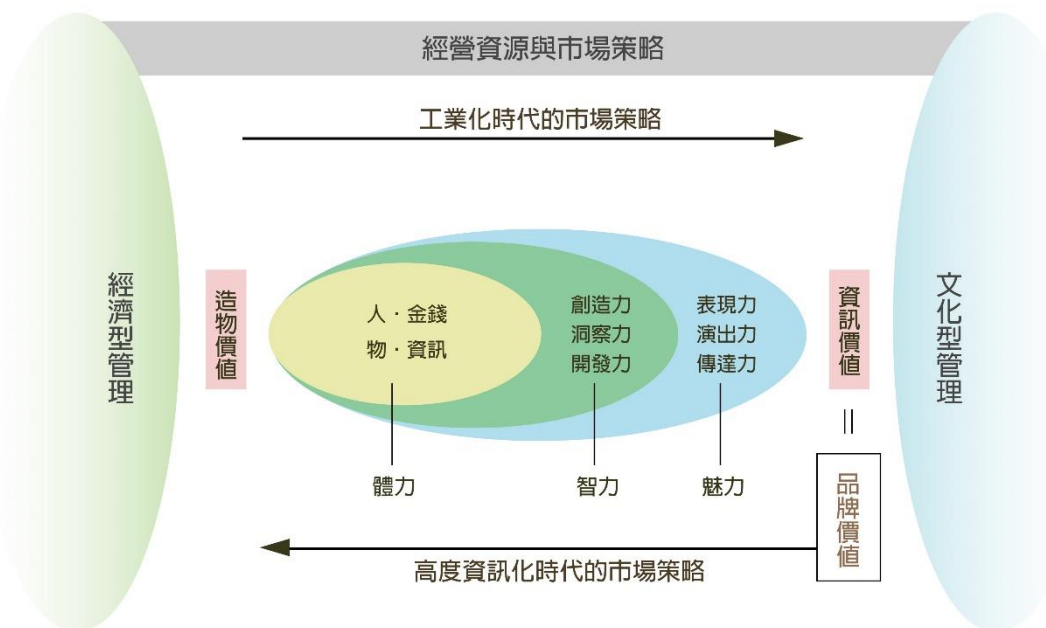 經營資源與市場策略
工業化時代的市場策略
經濟型管理
造物價值
人・金錢
物・資訊
創造力
洞察力
開發力
表現力
演出力
傳達力
資訊價值
文化型管理
體力
智力
魅力
品牌價值
高度資訊化時代的市場策略